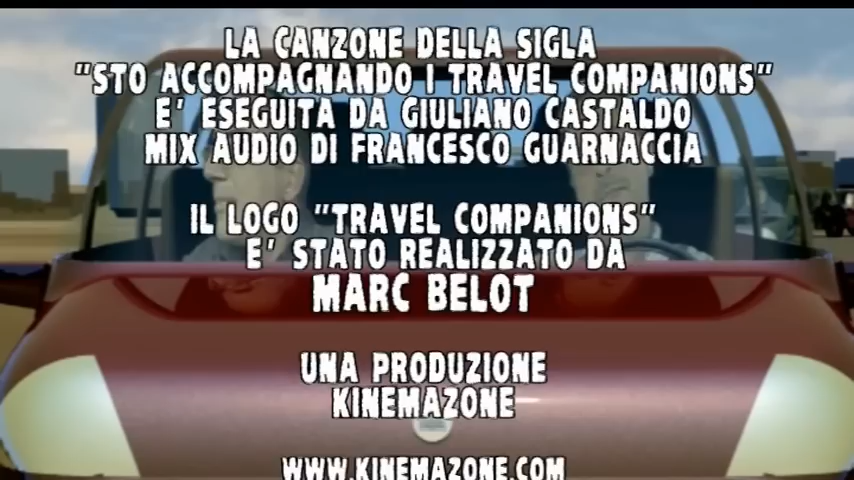 LA CANZONE DELLA SIGLA
"STO ACCOMPAGNANDO I TRAVEL COMPANIONS"
E' ESEGUITA DA GIULIANO CASTALDO
MIX AUDIO DI FRANCESCO GUARNACCIA
IL LOGO "TRAVEL COMPANIONS"
E' STATO REALIZZATO DA
MARC BELOT
UNA PRODUZIONE
KINEMAZONE
WWW.KINEMAZONE.COM